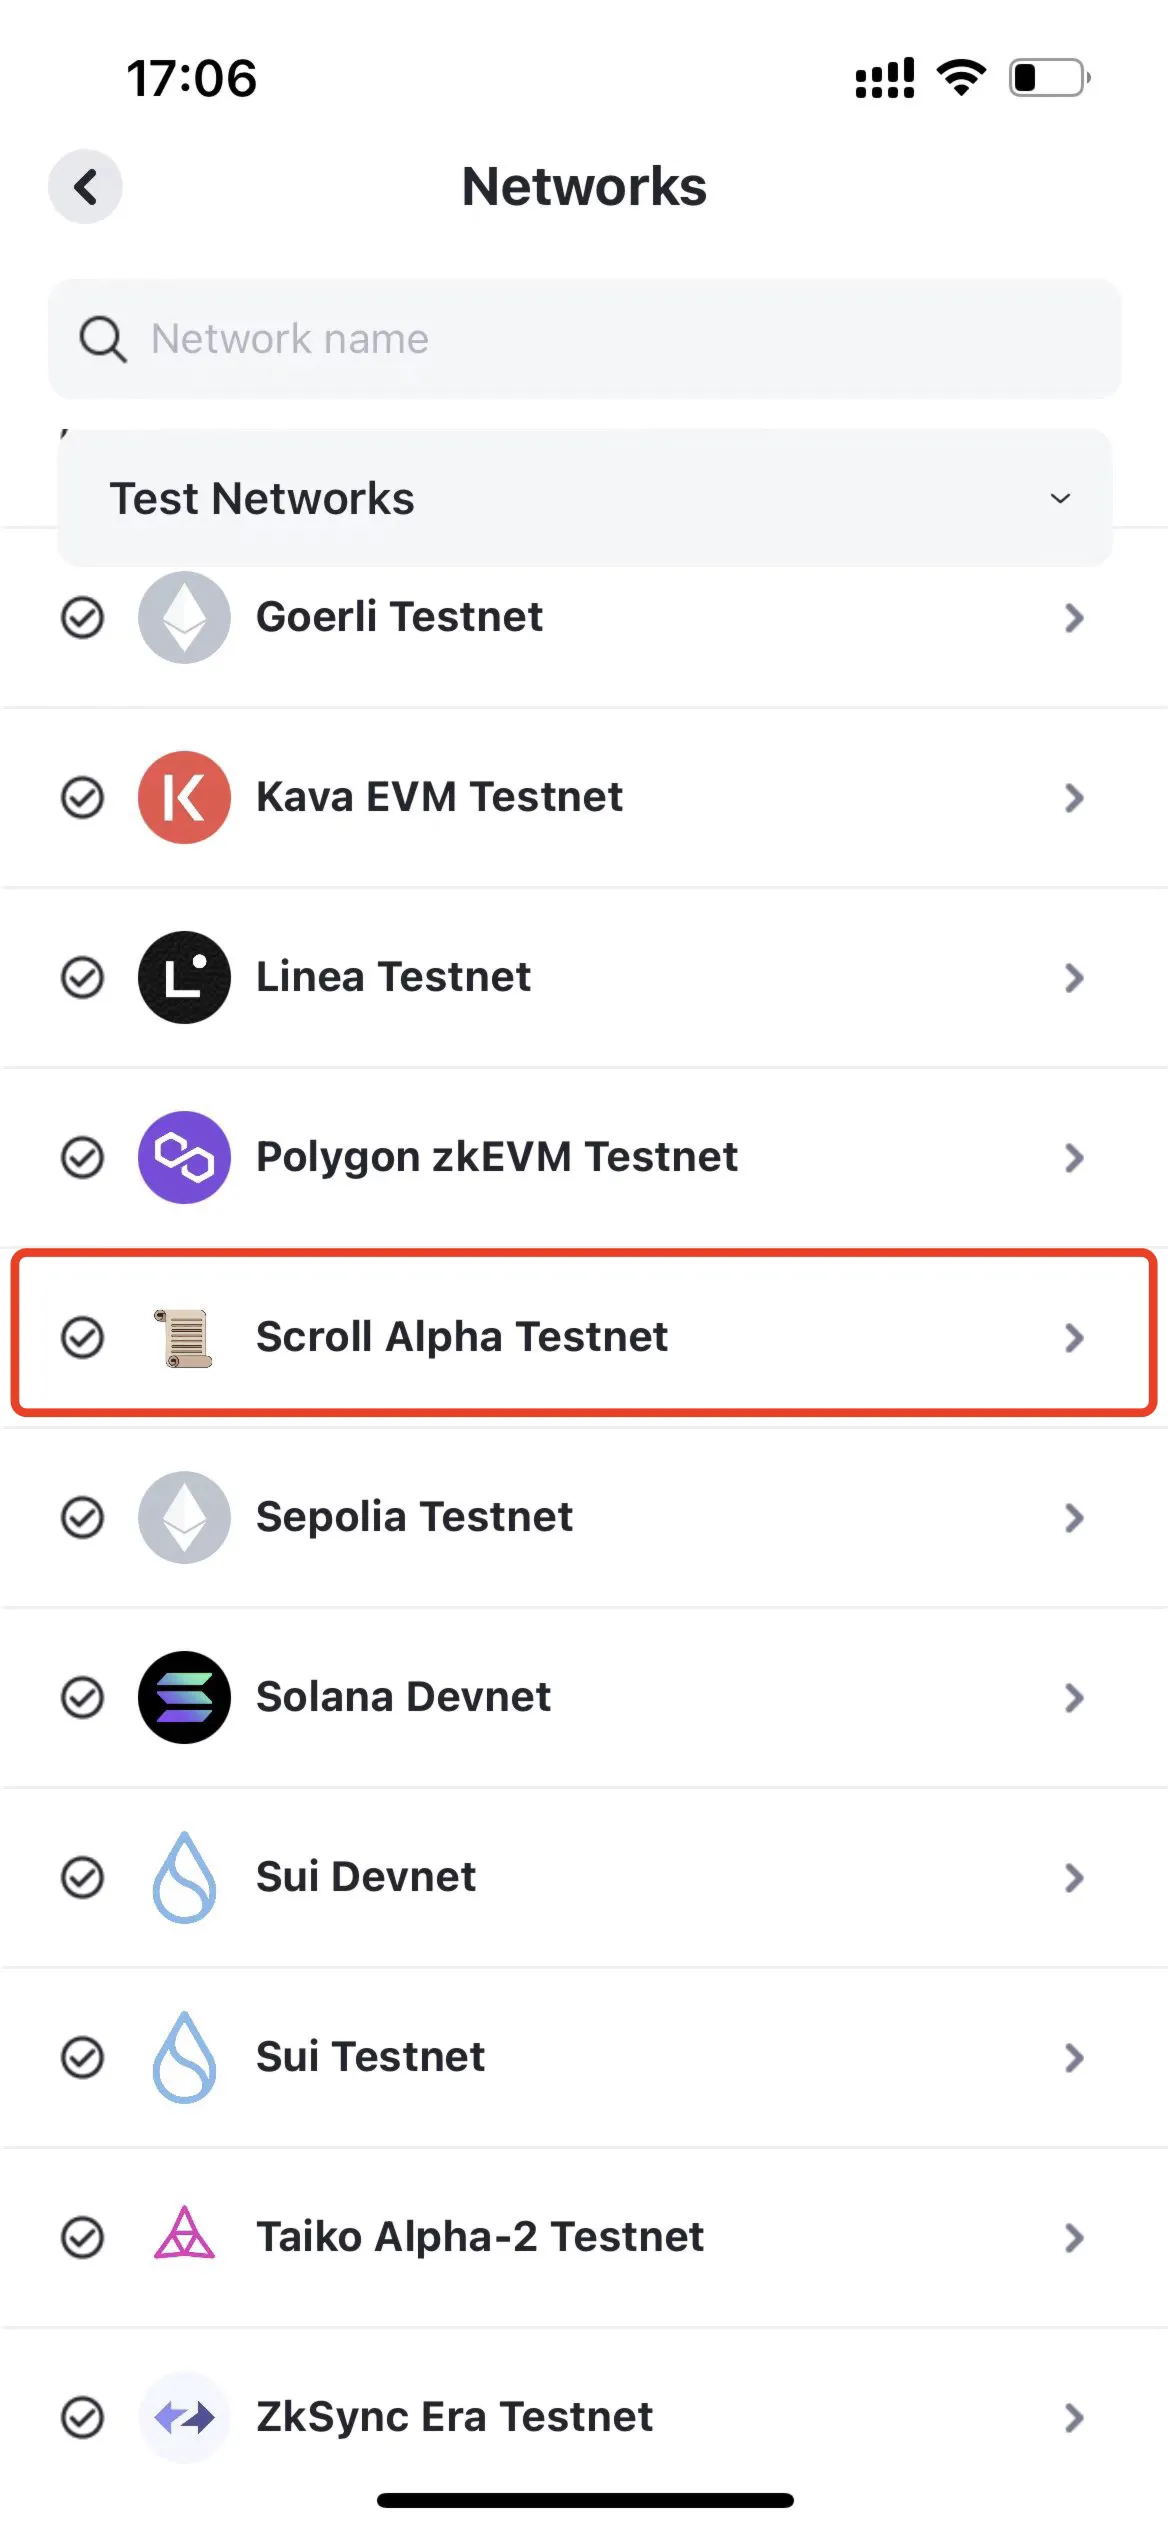 17:06
Networks
Network name
Test Networks
Goerli Testnet
Kava EVM Testnet
Linea Testnet
Polygon zkEVM Testnet
Scroll Alpha Testnet
Sepolia Testnet
Solana Devnet
Sui Devnet
Sui Testnet
Taiko Alpha-2 Testnet
ZkSync Era Testnet